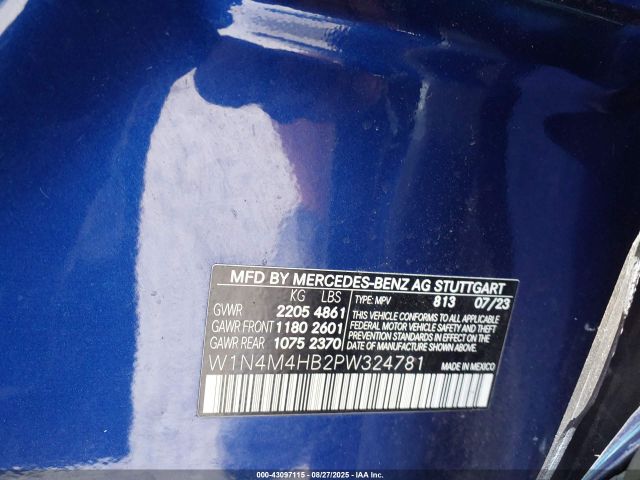 MFD BY MERCEDES-BENZ AG STUTTGART
KG LBS
TYPE: MPV 813 07/23
GVWR 2205 4861
GAWR FRONT 1180 2601
GAWR REAR 1075 2370
THIS VEHICLE CONFORMS TO ALL APPLICABLE
FEDERAL MOTOR VEHICLE SAFETY AND THEFT
PREVENTION STANDARDS IN EFFECT ON THE DATE
OF MANUFACTURE SHOWN ABOVE.
W1N4M4HB2PW324781
MADE IN MEXICO
000-43097115 - 08/27/2025 - IAA Inc.